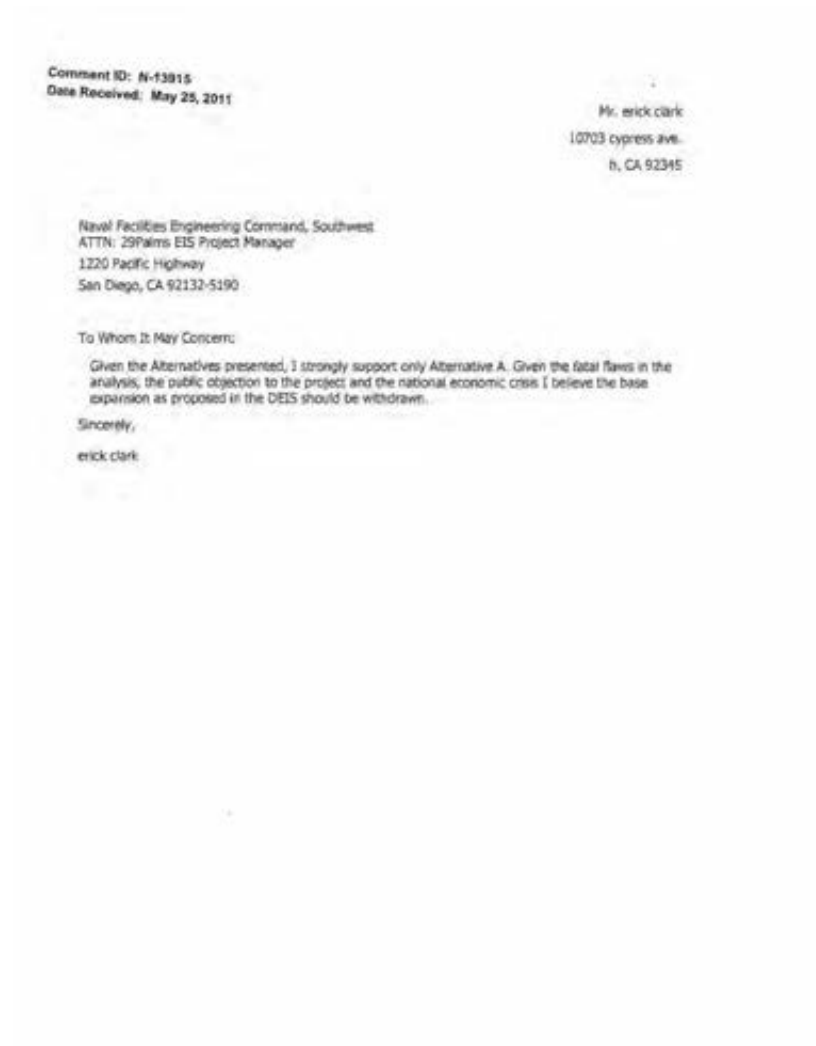 Comment ID: N-13915
Date Received: May 25, 2011
Mr. erick clark
10703 cypress ave.
h, CA 92345
Naval Facilities Engineering Command, Southwest
ATTN: 29Palms EIS Project Manager
1220 Pacific Highway
San Diego, CA 92132-5190
To Whom It May Concern:
Given the Alternatives presented, I strongly support only Alternative A. Given the fatal flaws in the
analysis, the public objection to the project and the national economic crisis I believe the base
expansion as proposed in the DEIS should be withdrawn.
Sincerely,
erick clark